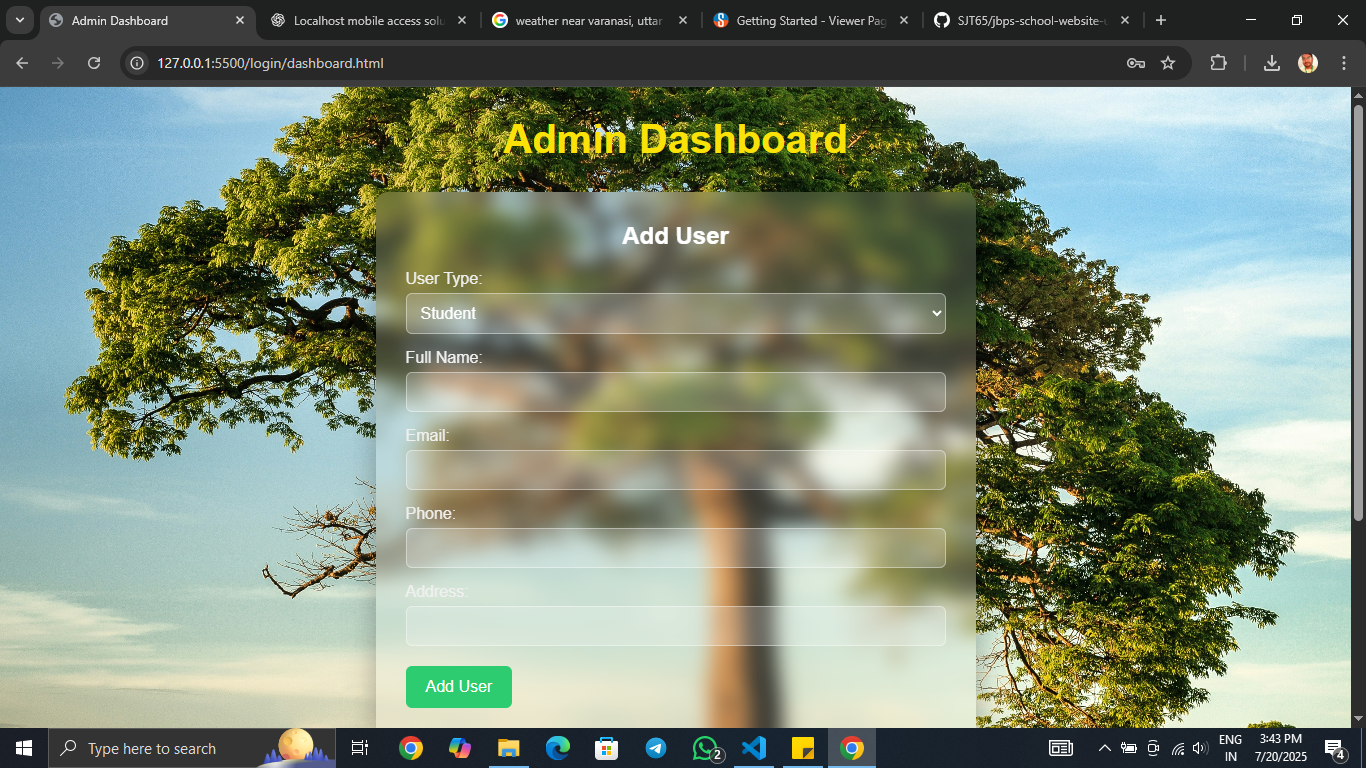 Admin Dashboard
Localhost mobile access solu
weather near varanasi, uttar
Getting Started - Viewer Pag
SJT65/jbps-school-website-u
127.0.0.1:5500/login/dashboard.html
Admin Dashboard
Add User
User Type:
Student
Full Name:
Email:
Phone:
Address:
Add User
Type here to search
2
ENG
IN
3:43 PM
7/20/2025
4